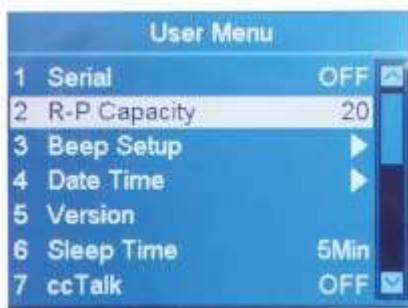 User Menu
1 Serial OFF
2 R-P Capacity 20
3 Beep Setup
4 Date Time
5 Version
6 Sleep Time 5Min
7 ccTalk OFF